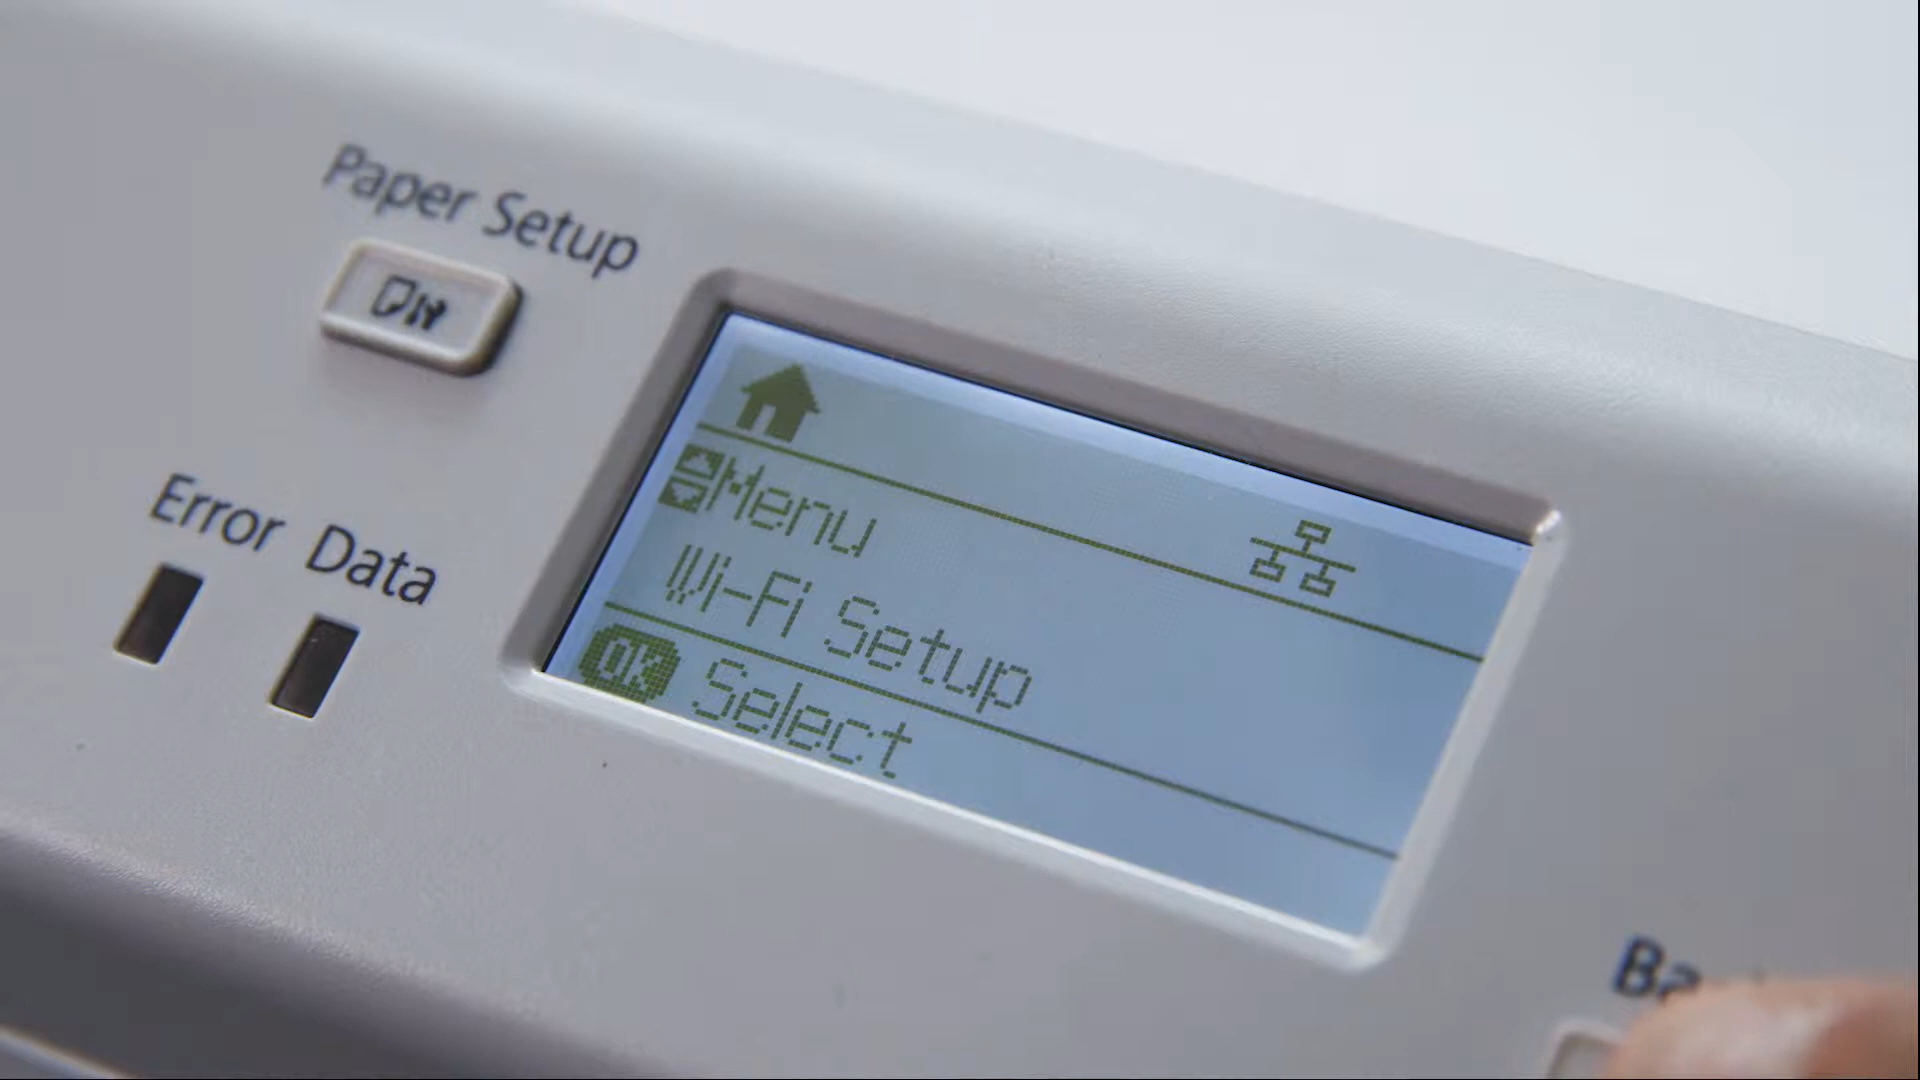 Paper Setup
Error Data
Menu
Wi-Fi Setup
OK Select